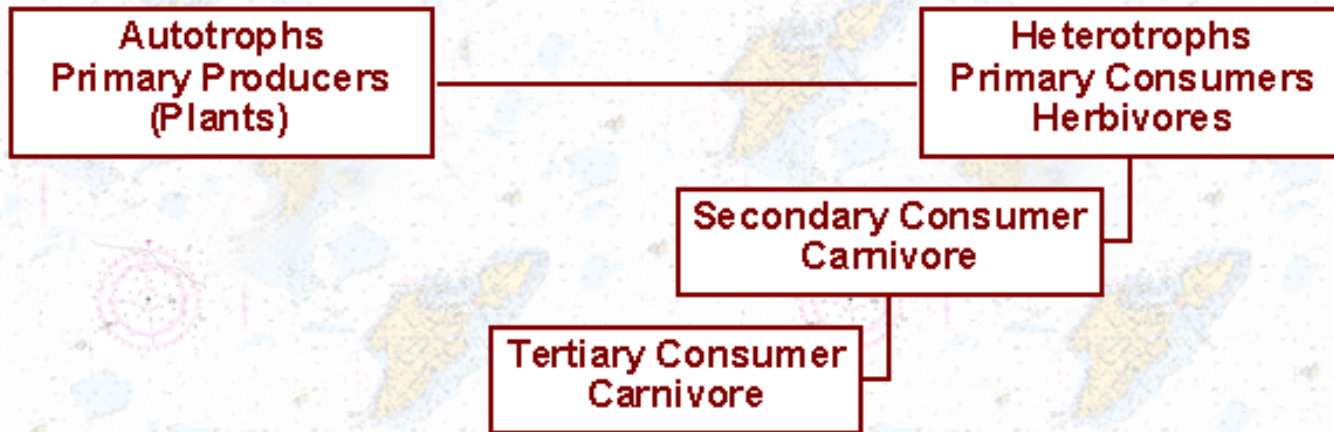 Autotrophs
Primary Producers
(Plants)
Heterotrophs
Primary Consumers
Herbivores
Secondary Consumer
Carnivore
Tertiary Consumer
Carnivore